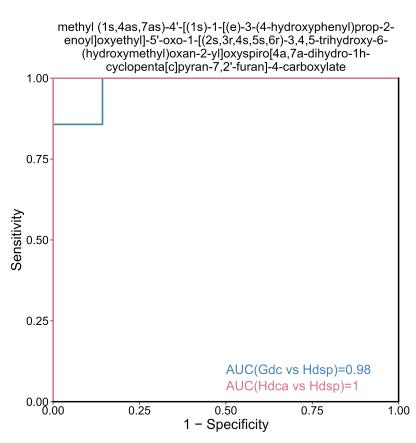 methyl (1s,4as,7as)-4'-[(1s)-1-[(e)-3-(4-hydroxyphenyl)prop-2-
enoyl]oxyethyl]-5'-oxo-1-[(2s,3r,4s,5s,6r)-3,4,5-trihydroxy-6-
(hydroxymethyl)oxan-2-yl]oxyspiro[4a,7a-dihydro-1h-
cyclopenta[c]pyran-7,2'-furan]-4-carboxylate
1.00
0.75
0.50
0.25
0.00
Sensitivity
AUC(Gdc vs Hdsp)=0.98
AUC(Hdca vs Hdsp)=1
0.00 0.25 0.50 0.75 1.00
1 − Specificity